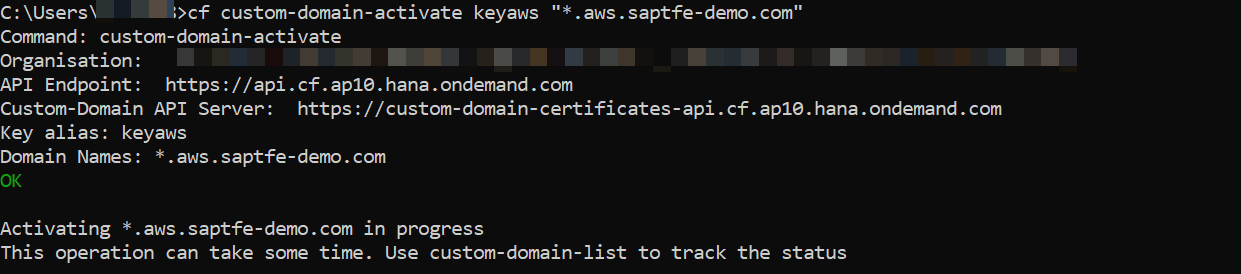 C:\Users\ >cf custom-domain-activate keyaws "*.aws.saptfe-demo.com"
Command: custom-domain-activate
Organisation:
API Endpoint:  https://api.cf.ap10.hana.ondemand.com
Custom-Domain API Server:  https://custom-domain-certificates-api.cf.ap10.hana.ondemand.com
Key alias: keyaws
Domain Names: *.aws.saptfe-demo.com
OK
Activating *.aws.saptfe-demo.com in progress
This operation can take some time. Use custom-domain-list to track the status